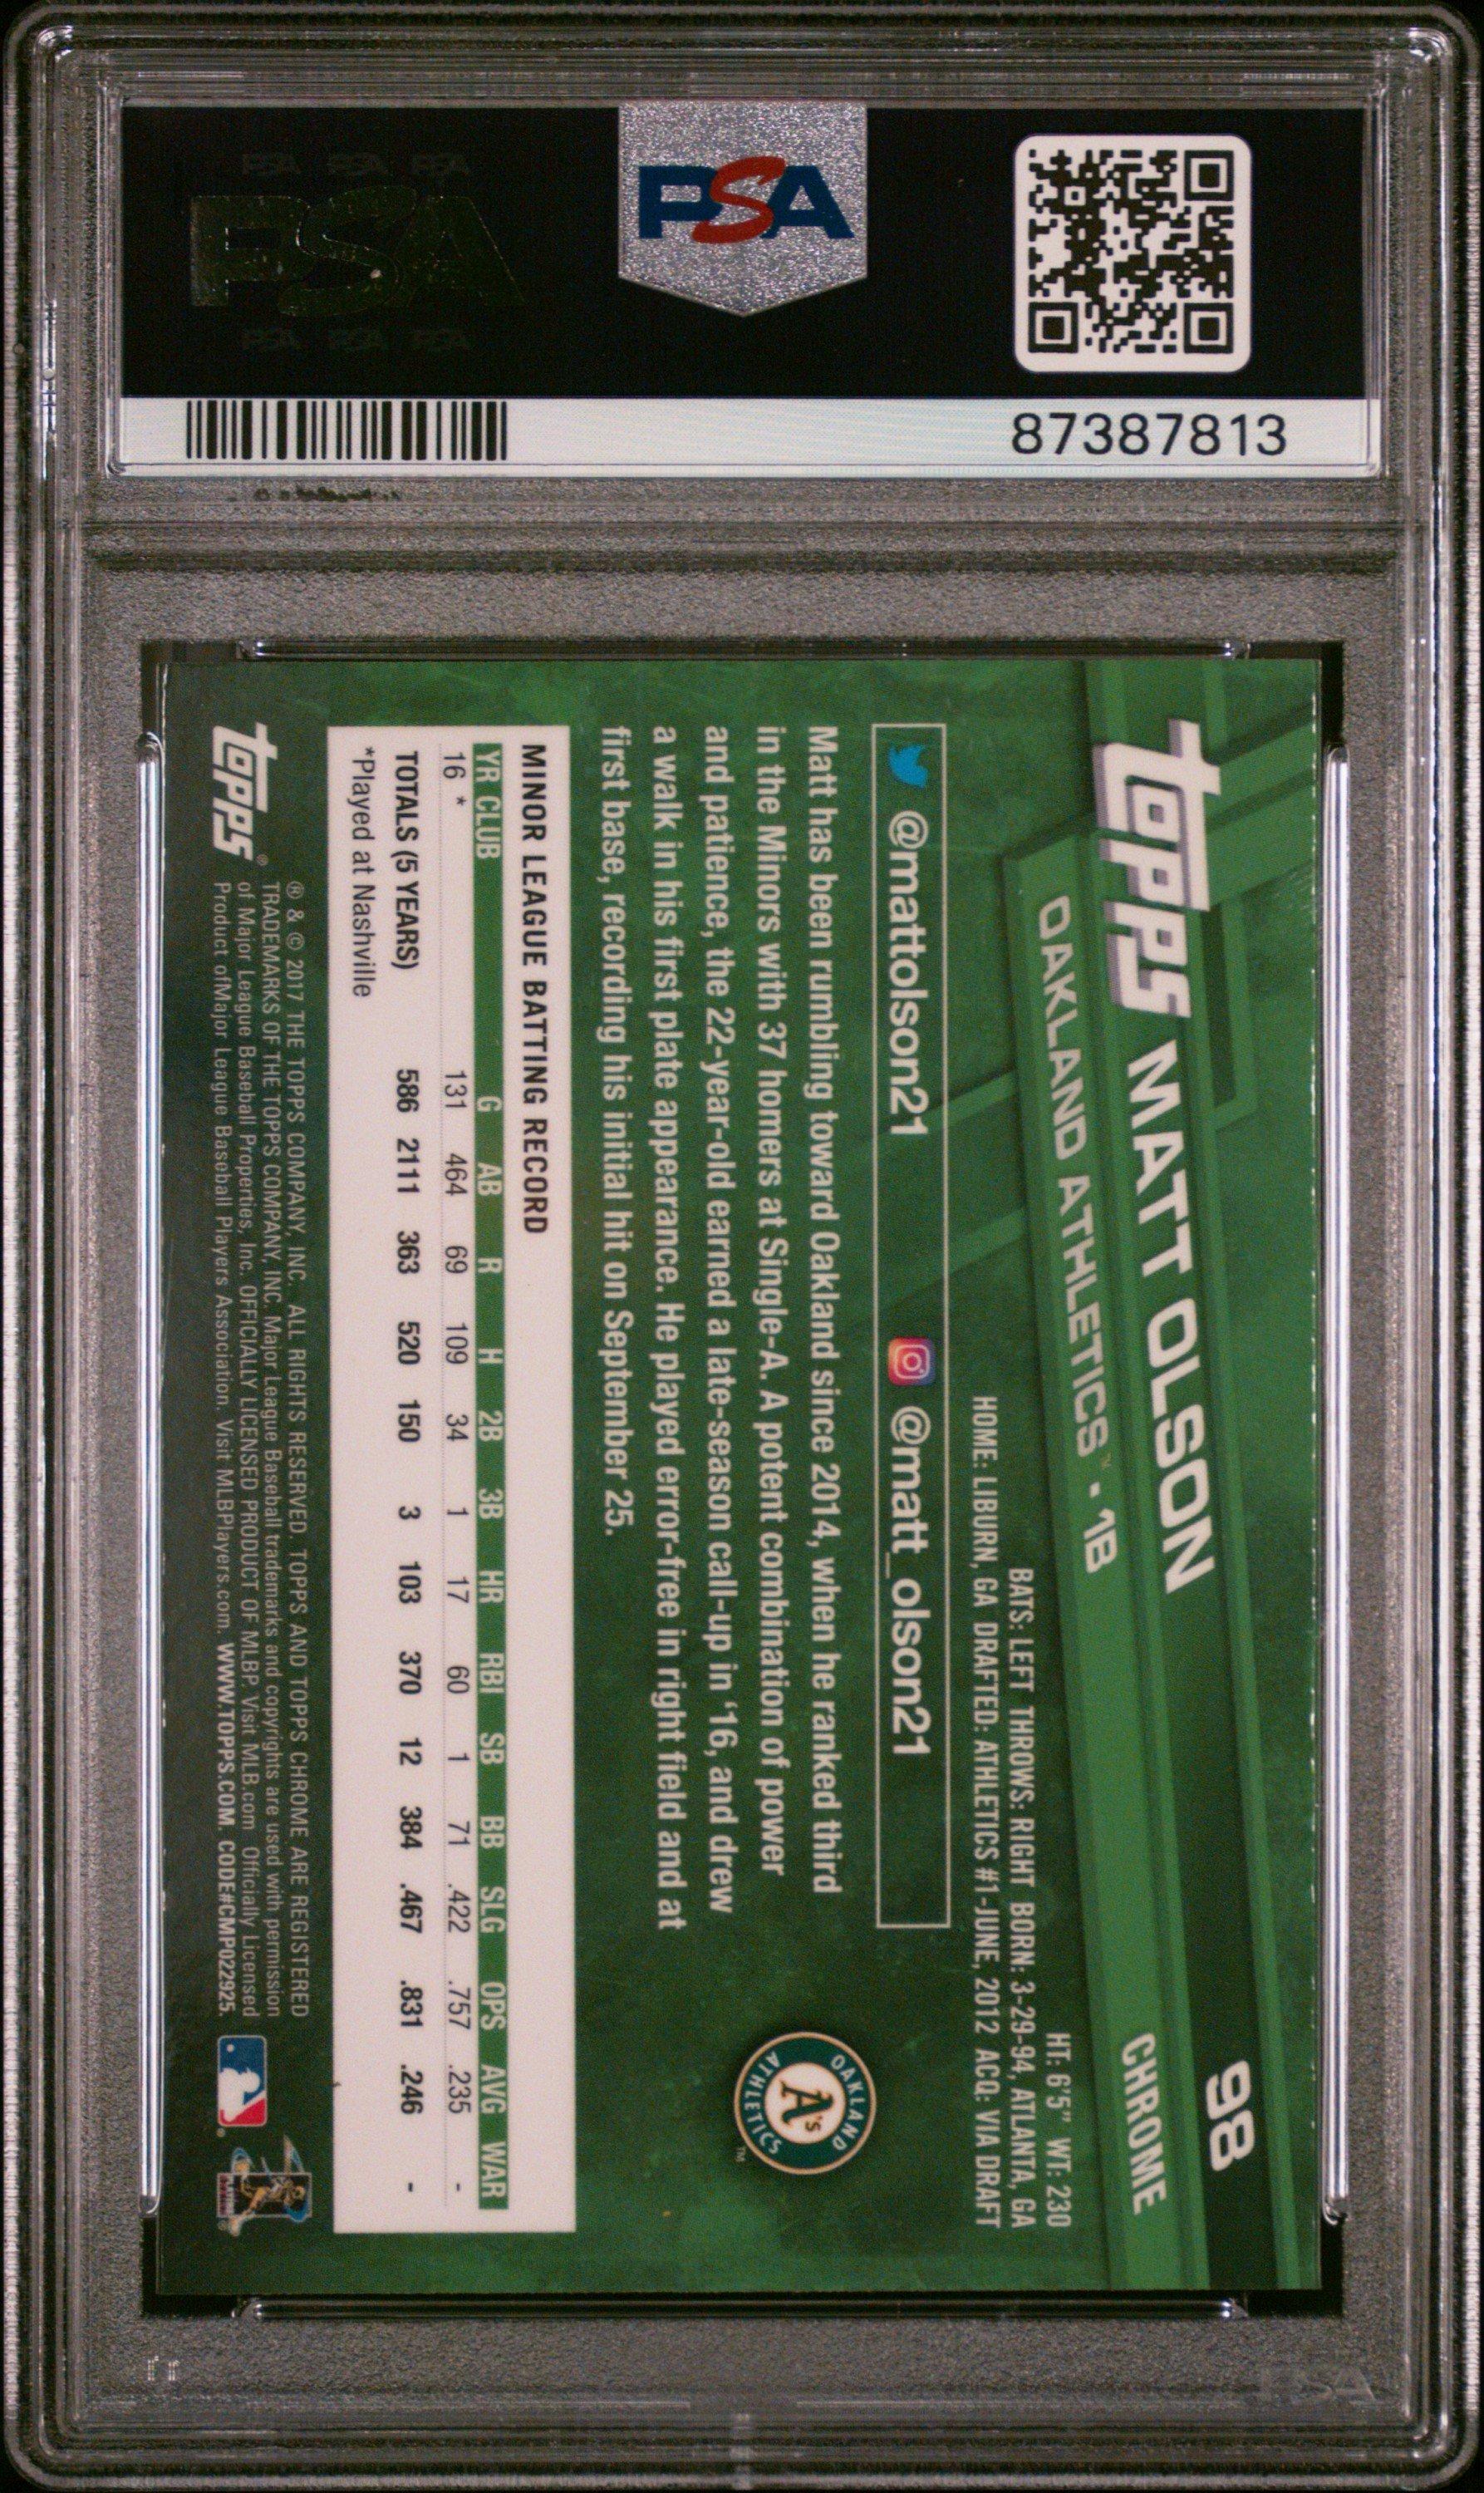 PSA PSA PSA
PSA
PSA PSA PSA
PSA
87387813
98
topps MATT OLSON
CHROME
OAKLAND ATHLETICS™ • 1B
HT: 6'5" WT: 230
BATS: LEFT THROWS: RIGHT BORN: 3-29-94, ATLANTA, GA
HOME: LILBURN, GA DRAFTED: ATHLETICS #1-JUNE, 2012 ACQ: VIA DRAFT
@mattolson21 @matt_olson21
Matt has been rumbling toward Oakland since 2014, when he ranked third
in the Minors with 37 homers at Single-A. A potent combination of power
and patience, the 22-year-old earned a late-season call-up in '16, and drew
a walk in his first plate appearance. He played error-free in right field and at
first base, recording his initial hit on September 25.
OAKLAND
A's
ATHLETICS
TM
MINOR LEAGUE BATTING RECORD
YR CLUB G AB R H 2B 3B HR RBI SB BB SLG OPS AVG WAR
16 * 131 464 69 109 34 1 17 60 1 71 .422 .757 .235 -
TOTALS (5 YEARS) 586 2111 363 520 150 3 103 370 12 384 .467 .831 .246 -
*Played at Nashville
topps®
® & © 2017 THE TOPPS COMPANY, INC. ALL RIGHTS RESERVED. TOPPS AND TOPPS CHROME ARE REGISTERED
TRADEMARKS OF THE TOPPS COMPANY, INC. Major League Baseball trademarks and copyrights are used with permission
of Major League Baseball Properties, Inc. OFFICIALLY LICENSED PRODUCT OF MLBP. Visit MLB.com Officially Licensed
Product ofMajor League Baseball Players Association. Visit MLBPlayers.com. WWW.TOPPS.COM. CODE#CMP022925.
PSA